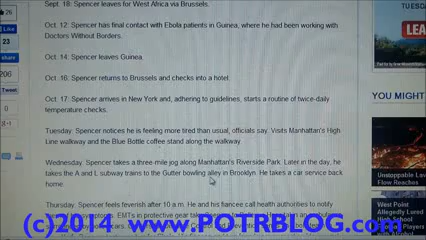 Sept. 18: Spencer leaves for West Africa via Brussels.
Oct. 12: Spencer has final contact with Ebola patients in Guinea, where he had been working with
Doctors Without Borders.
Oct. 14: Spencer leaves Guinea.
Oct. 16: Spencer returns to Brussels and checks into a hotel.
Oct. 17: Spencer arrives in New York and, adhering to guidelines, starts a routine of twice-daily
temperature checks.
Tuesday: Spencer notices he is feeling more tired than usual, officials say. Visits Manhattan's High
Line walkway and the Blue Bottle coffee stand along the walkway.
Wednesday: Spencer takes a three-mile jog along Manhattan's Riverside Park. Later in the day, he
takes the A and L subway trains to the Gutter bowling alley in Brooklyn. He takes a car service back
home.
Spencer feels feverish after 10 a.m. He and his fiancee call health authorities to notify
symptoms. EMTs in protective gear
26
Like
23
share
206
0
TUESD
LEA
YOU MIGHT
Unstoppable Lav
Flow Reaches
West Point
Allegedly Lured
High School
Players
(c)2014 www.POTRBLOG.com